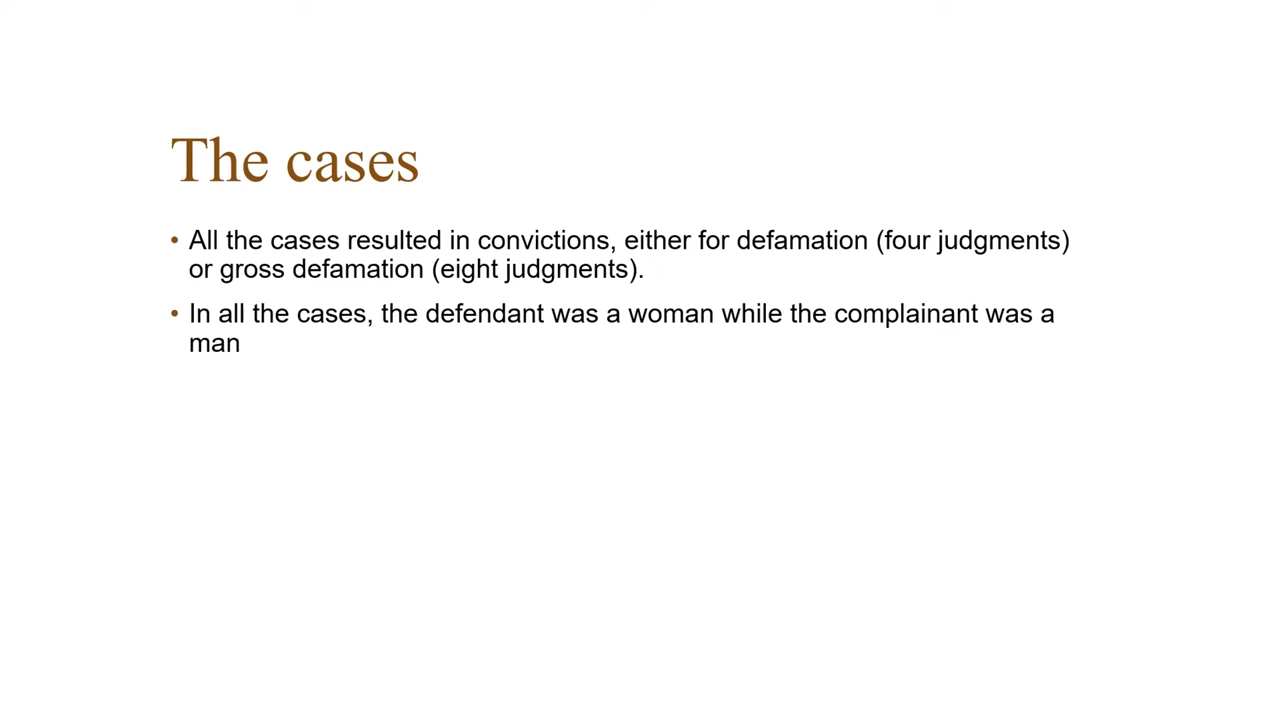 The cases
• All the cases resulted in convictions, either for defamation (four judgments)
or gross defamation (eight judgments).
• In all the cases, the defendant was a woman while the complainant was a
man